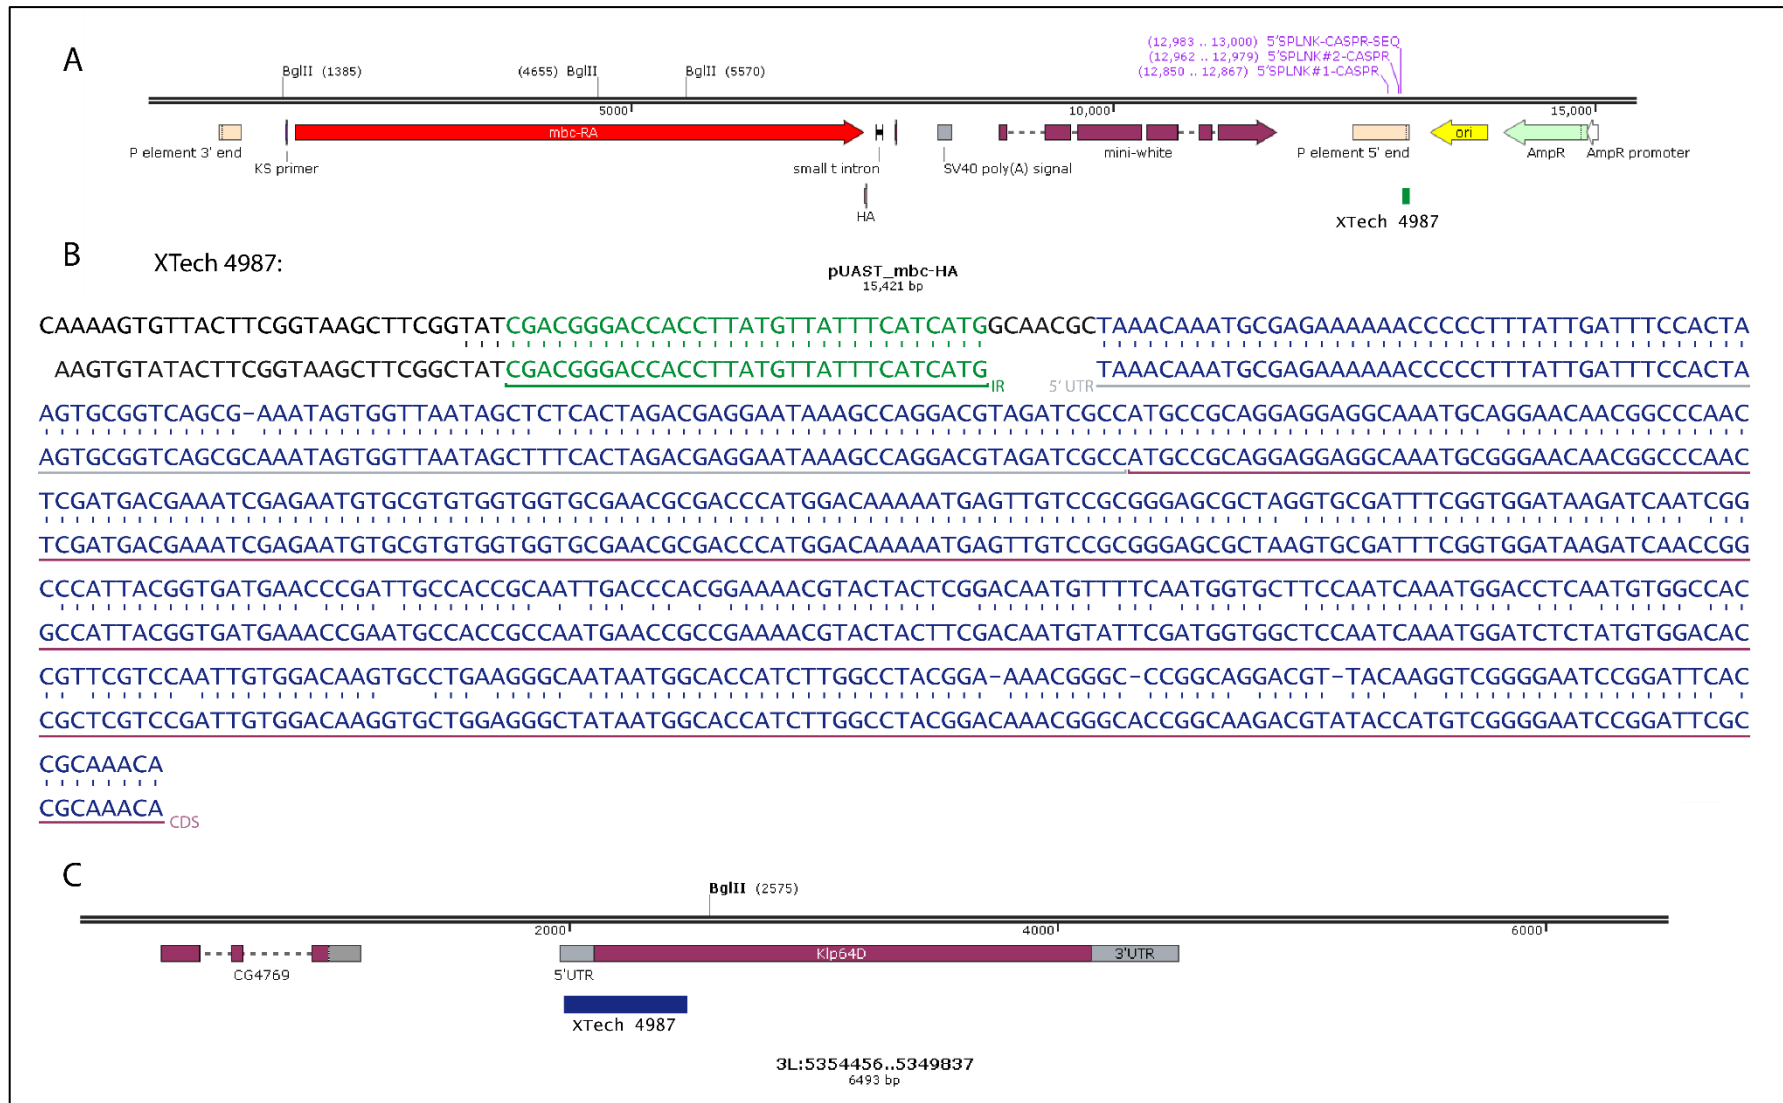 A
(12,983 .. 13,000) 5'SPLNK-CASPR-SEQ
(12,962 .. 12,979) 5'SPLNK#2-CASPR
(12,850 .. 12,867) 5'SPLNK#1-CASPR
BglII (1385)
(4655) BglII
BglII (5570)
5000
10,000
15,000
mbc-RA
ori
P element 3' end
KS primer
small t intron
SV40 poly(A) signal
mini-white
P element 5' end
AmpR
AmpR promoter
HA
XTech 4987
B
XTech 4987:
pUAST_mbc-HA
15,421 bp
CAAAAGTGTTACTTCGGTAAGCTTCGGTATCGACGGGACCACCTTATGTTATTTCATCATGGCAACGCTAAACAAATGCGAGAAAAAACCCCCTTTATTGATTTCCACTA
AAGTGTATACTTCGGTAAGCTTCGGCTATCGACGGGACCACCTTATGTTATTTCATCATG TAAACAAATGCGAGAAAAAACCCCCTTTATTGATTTCCACTA
IR 5' UTR
AGTGCGGTCAGCG-AAATAGTGGTTAATAGCTCTCACTAGACGAGGAATAAAGCCAGGACGTAGATCGCCATGCCGCAGGAGGAGGCAAATGCAGGAACAACGGCCCAAC
AGTGCGGTCAGCGCAAATAGTGGTTAATAGCTTTCACTAGACGAGGAATAAAGCCAGGACGTAGATCGCCATGCCGCAGGAGGAGGCAAATGCGGGAACAACGGCCCAAC
TCGATGACGAAATCGAGAATGTGCGTGTGGTGGTGCGAACGCGACCCATGGACAAAAATGAGTTGTCCGCGGGAGCGCTAGGTGCGATTTCGGTGGATAAGATCAATCGG
TCGATGACGAAATCGAGAATGTGCGTGTGGTGGTGCGAACGCGACCCATGGACAAAAATGAGTTGTCCGCGGGAGCGCTAAGTGCGATTTCGGTGGATAAGATCAACCGG
CCCATTACGGTGATGAACCCGATTGCCACCGCAATTGACCCACGGAAAACGTACTACTCGGACAATGTTTTCAATGGTGCTTCCAATCAAATGGACCTCAATGTGGCCAC
GCCATTACGGTGATGAAACCGAATGCCACCGCCAATGAACCGCCGAAAACGTACTACTTCGACAATGTATTCGATGGTGGCTCCAATCAAATGGATCTCTATGTGGACAC
CGTTCGTCCAATTGTGGACAAGTGCCTGAAGGGCAATAATGGCACCATCTTGGCCTACGGA-AAACGGGC-CCGGCAGGACGT-TACAAGGTCGGGGAATCCGGATTCAC
CGCTCGTCCGATTGTGGACAAGGTGCTGGAGGGCTATAATGGCACCATCTTGGCCTACGGACAAACGGGCACCGGCAAGACGTATACCATGTCGGGGAATCCGGATTCGC
CGCAAACA
CGCAAACA
CDS
C
BglII (2575)
2000
4000
6000
CG4769
5'UTR
Klp64D
3'UTR
XTech 4987
3L:5354456..5349837
6493 bp